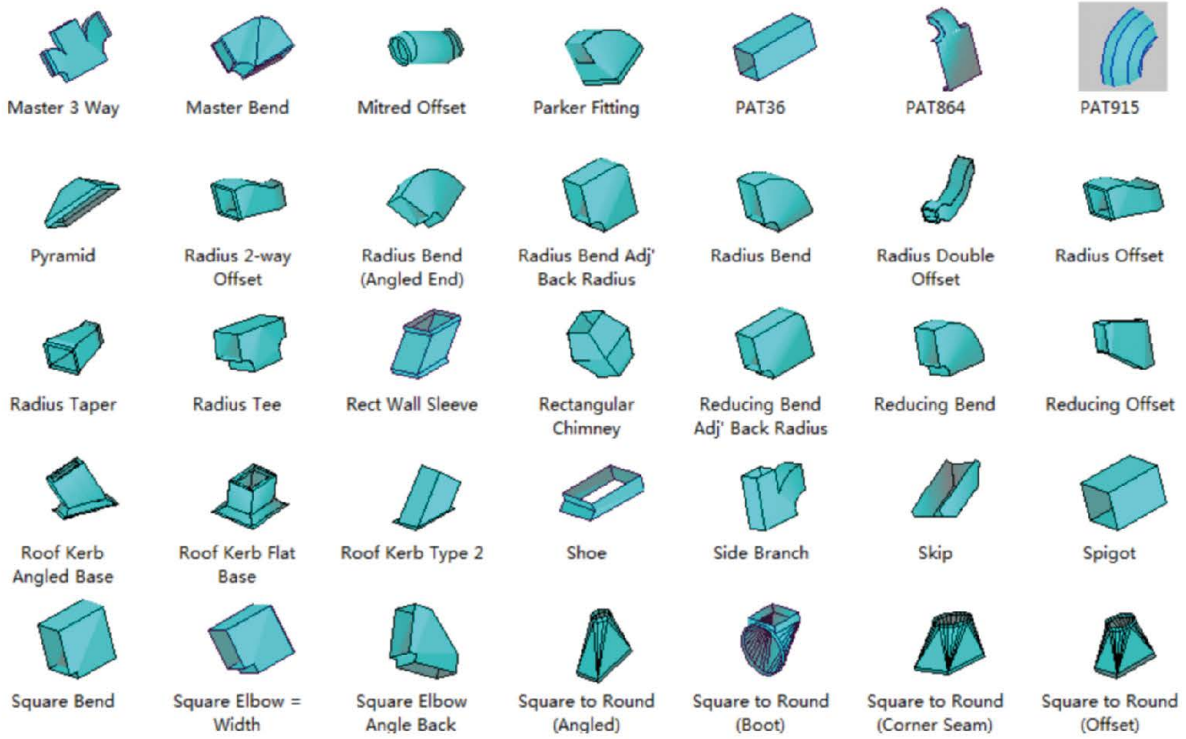 Master 3 Way
Master Bend
Mitred Offset
Parker Fitting
PAT36
PAT864
PAT915
Pyramid
Radius 2-way
Offset
Radius Bend
(Angled End)
Radius Bend Adj'
Back Radius
Radius Bend
Radius Double
Offset
Radius Offset
Radius Taper
Radius Tee
Rect Wall Sleeve
Rectangular
Chimney
Reducing Bend
Adj' Back Radius
Reducing Bend
Reducing Offset
Roof Kerb
Angled Base
Roof Kerb Flat
Base
Roof Kerb Type 2
Shoe
Side Branch
Skip
Spigot
Square Bend
Square Elbow =
Width
Square Elbow
Angle Back
Square to Round
(Angled)
Square to Round
(Boot)
Square to Round
(Corner Seam)
Square to Round
(Offset)